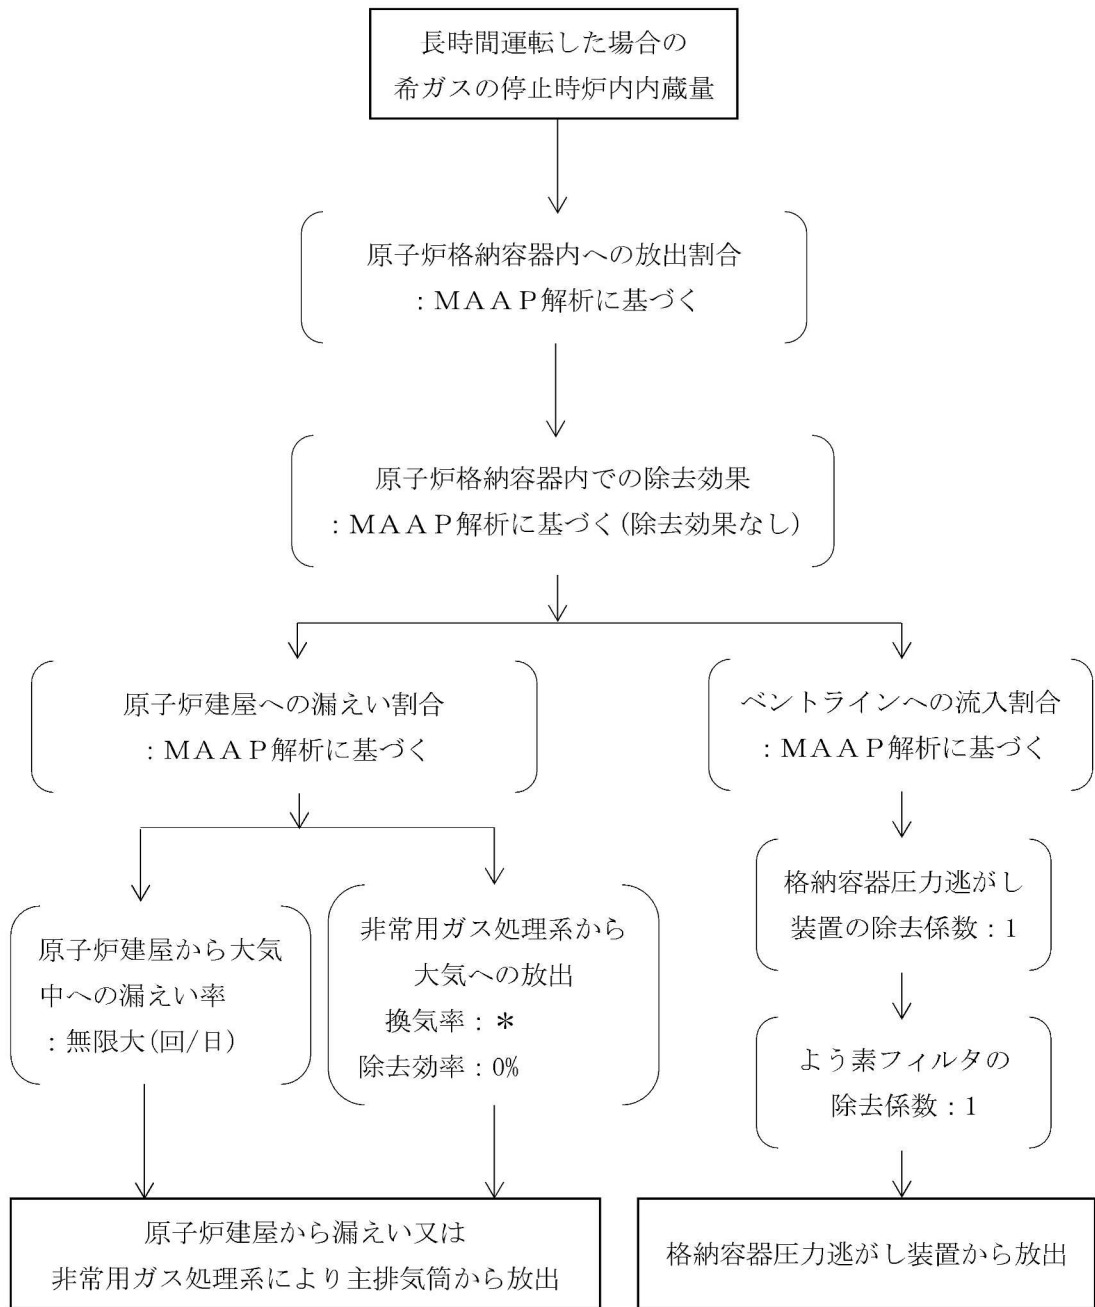 長時間運転した場合の
希ガスの停止時炉内内蔵量
原子炉格納容器内への放出割合
：ＭＡＡＰ解析に基づく
原子炉格納容器内での除去効果
：ＭＡＡＰ解析に基づく(除去効果なし)
原子炉建屋への漏えい割合
：ＭＡＡＰ解析に基づく
ベントラインへの流入割合
：ＭＡＡＰ解析に基づく
原子炉建屋から大気
中への漏えい率
：無限大(回/日)
非常用ガス処理系から
大気への放出
換気率：＊
除去効率：0%
格納容器圧力逃がし
装置の除去係数：1
よう素フィルタの
除去係数：1
原子炉建屋から漏えい又は
非常用ガス処理系により主排気筒から放出
格納容器圧力逃がし装置から放出